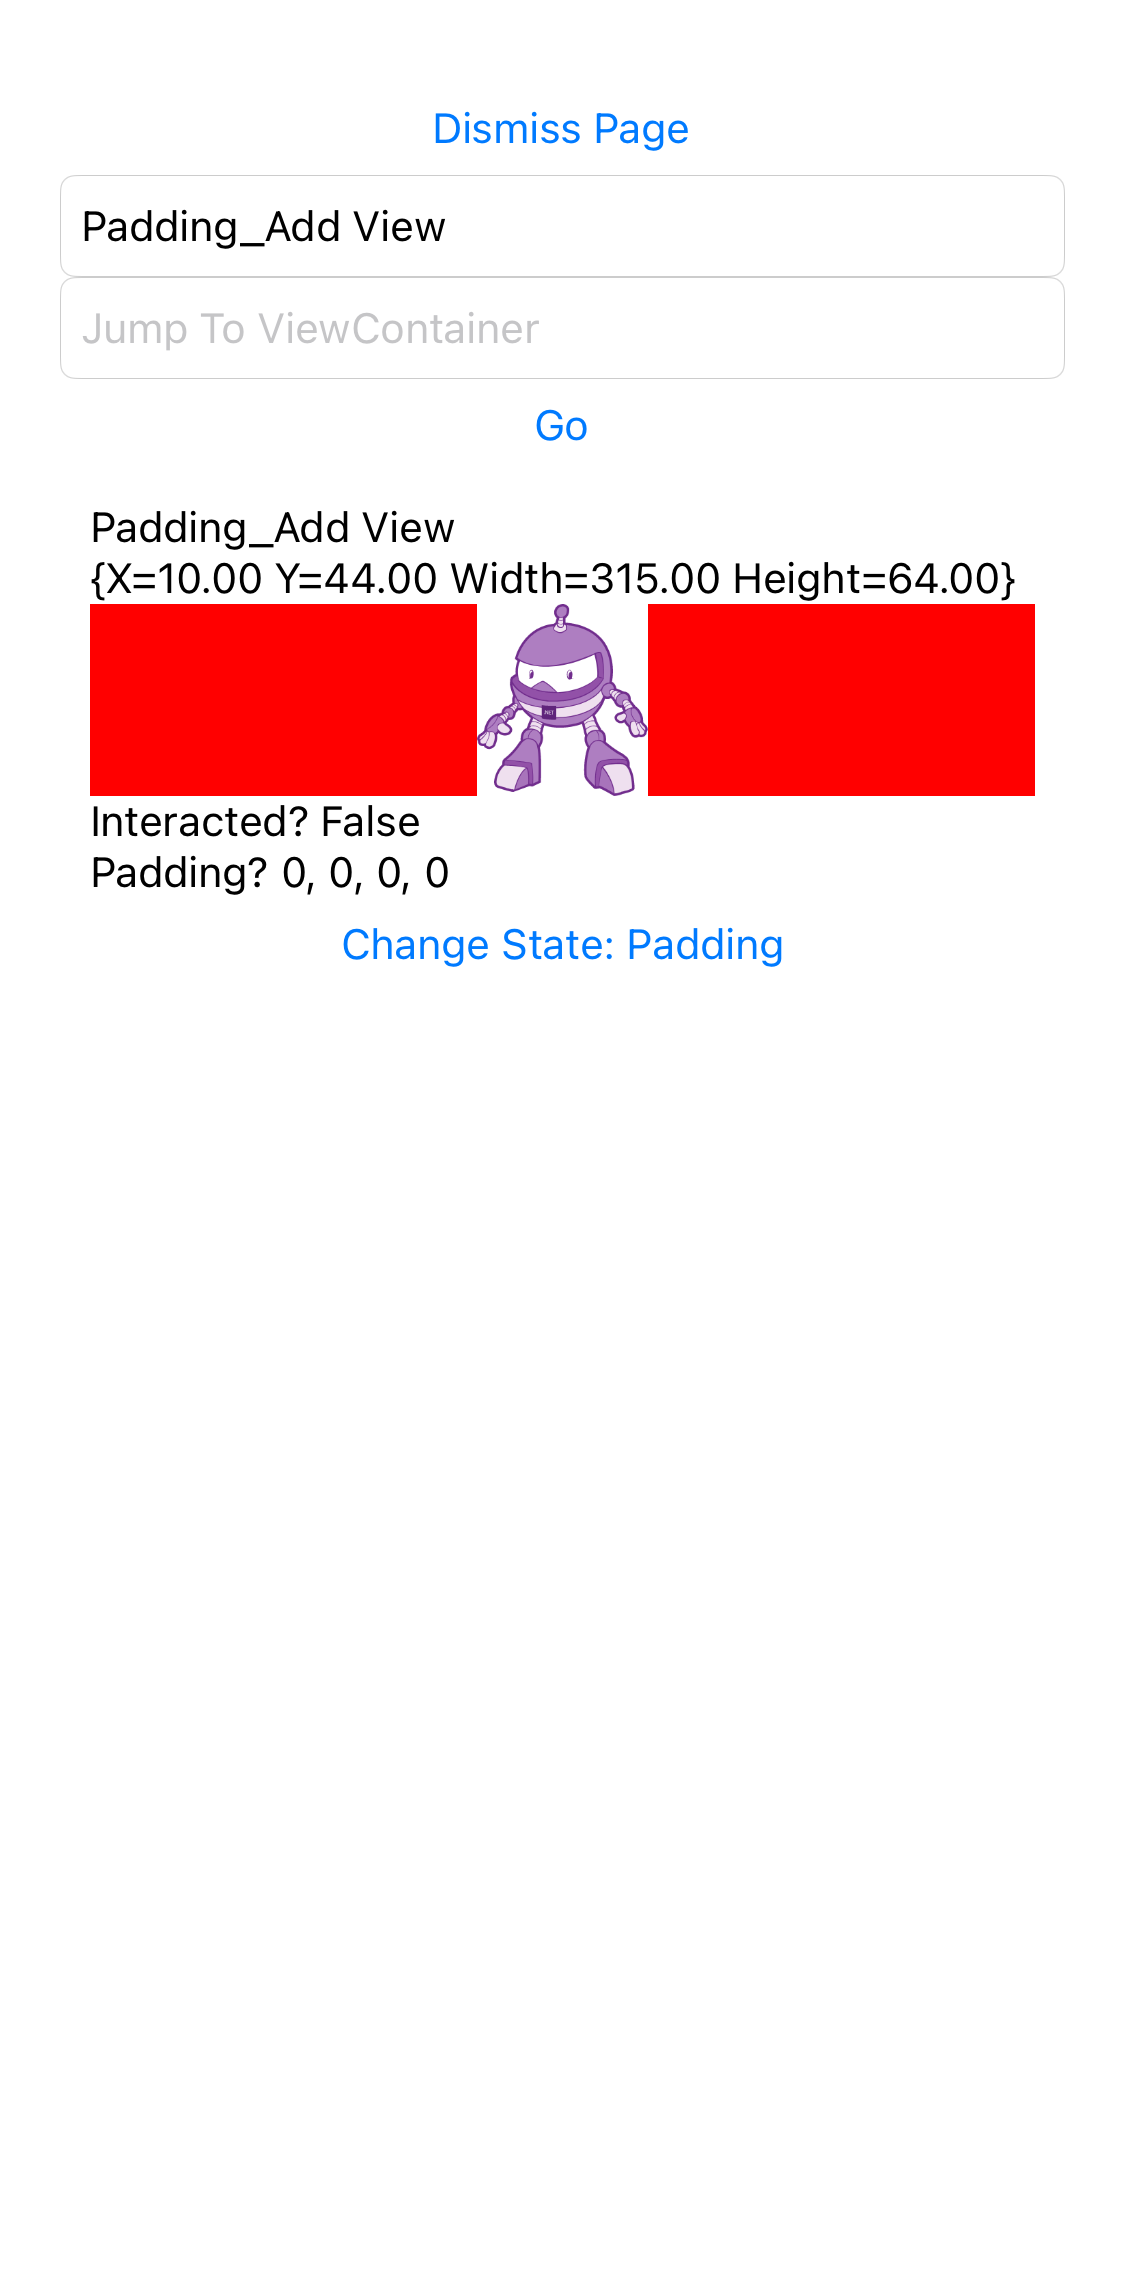 Dismiss Page
Padding_Add View
Jump To ViewContainer
Go
Padding_Add View
{X=10.00 Y=44.00 Width=315.00 Height=64.00}
.NET
Interacted? False
Padding? 0, 0, 0, 0
Change State: Padding